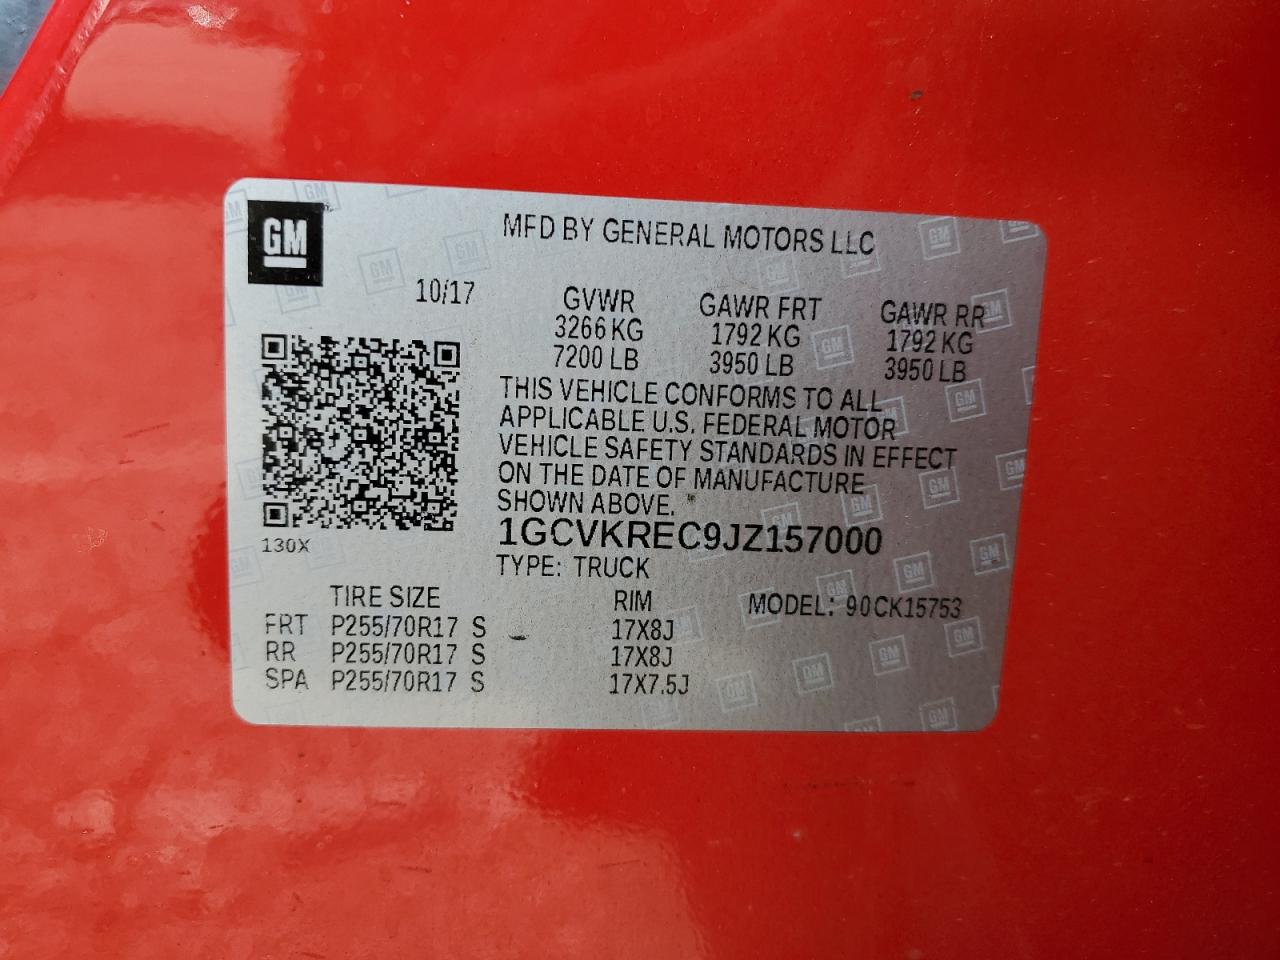 GM
MFD BY GENERAL MOTORS LLC
10/17
GVWR GAWR FRT GAWR RR
3266 KG 1792 KG 1792 KG
7200 LB 3950 LB 3950 LB
THIS VEHICLE CONFORMS TO ALL
APPLICABLE U.S. FEDERAL MOTOR
VEHICLE SAFETY STANDARDS IN EFFECT
ON THE DATE OF MANUFACTURE
SHOWN ABOVE.
1GCVKREC9JZ157000
130X
TYPE: TRUCK
TIRE SIZE RIM MODEL: 90CK15753
FRT P255/70R17 S 17X8J
RR P255/70R17 S 17X8J
SPA P255/70R17 S 17X7.5J